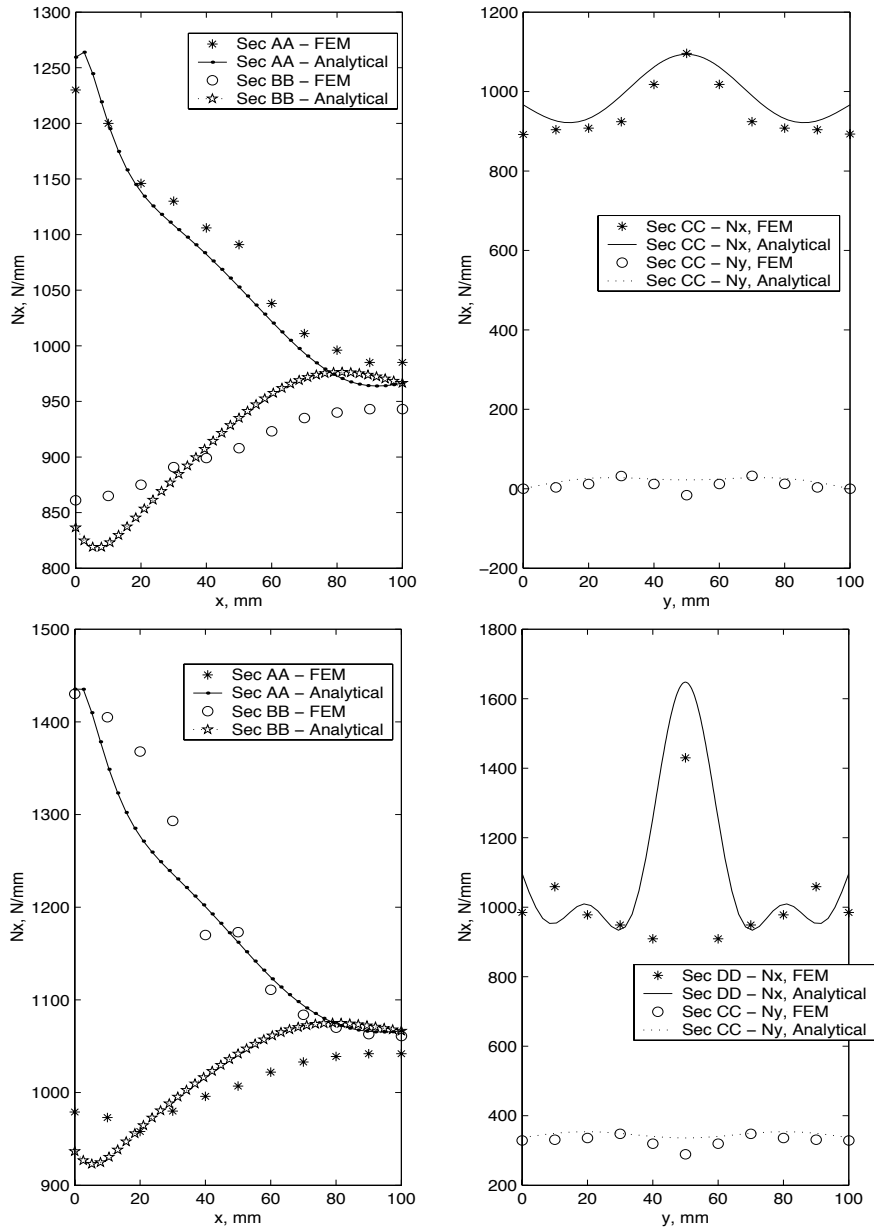 1300
1250
1200
1150
1100
1050
1000
950
900
850
800
Nx, N/mm
0 20 40 60 80 100
x, mm
Sec AA – FEM
Sec AA – Analytical
Sec BB – FEM
Sec BB – Analytical
1200
1000
800
600
400
200
0
−200
Nx, N/mm
0 20 40 60 80 100
y, mm
Sec CC – Nx, FEM
Sec CC – Nx, Analytical
Sec CC – Ny, FEM
Sec CC – Ny, Analytical
1500
1400
1300
1200
1100
1000
900
Nx, N/mm
0 20 40 60 80 100
x, mm
Sec AA – FEM
Sec AA – Analytical
Sec BB – FEM
Sec BB – Analytical
1800
1600
1400
1200
1000
800
600
400
200
Nx, N/mm
0 20 40 60 80 100
y, mm
Sec DD – Nx, FEM
Sec DD – Nx, Analytical
Sec CC – Ny, FEM
Sec CC – Ny, Analytical